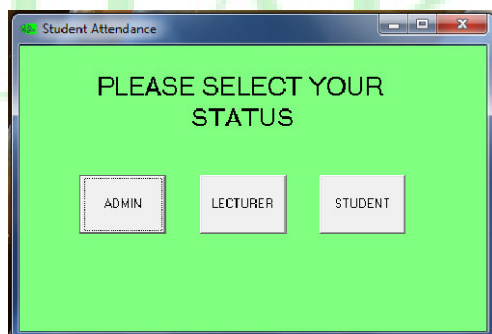 Student Attendance
PLEASE SELECT YOUR
STATUS
ADMIN LECTURER STUDENT